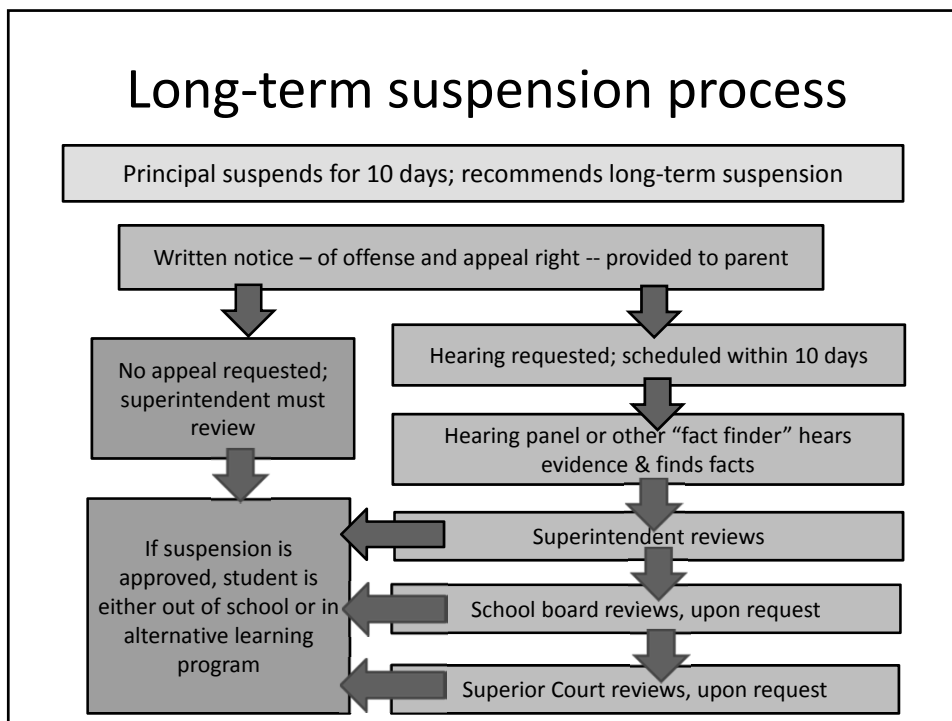 Long-term suspension process
Principal suspends for 10 days; recommends long-term suspension
Written notice – of offense and appeal right -- provided to parent
No appeal requested;
superintendent must
review
Hearing requested; scheduled within 10 days
Hearing panel or other “fact finder” hears
evidence & finds facts
If suspension is
approved, student is
either out of school or in
alternative learning
program
Superintendent reviews
School board reviews, upon request
Superior Court reviews, upon request